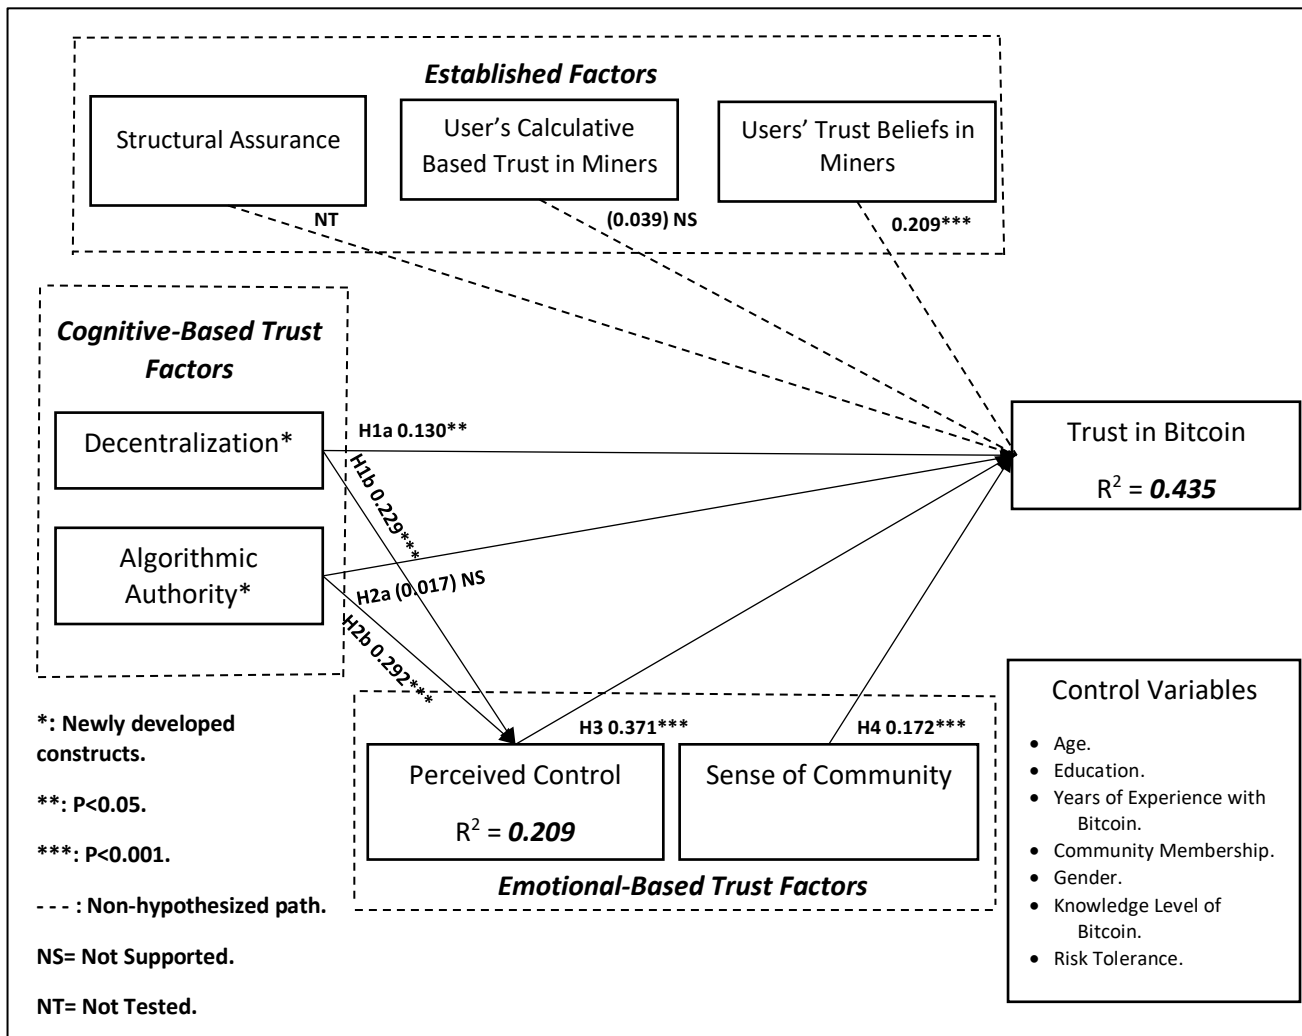 Established Factors
Structural Assurance
User’s Calculative
Based Trust in Miners
Users’ Trust Beliefs in
Miners
NT
(0.039) NS
0.209***
Cognitive-Based Trust
Factors
Decentralization*
Algorithmic
Authority*
H1a 0.130**
H1b 0.229***
H2a (0.017) NS
H2b 0.292***
Trust in Bitcoin
R² = 0.435
H3 0.371***
H4 0.172***
Perceived Control
R² = 0.209
Sense of Community
Emotional-Based Trust Factors
*: Newly developed
constructs.
**: P<0.05.
***: P<0.001.
- - - : Non-hypothesized path.
NS= Not Supported.
NT= Not Tested.
Control Variables
• Age.
• Education.
• Years of Experience with
Bitcoin.
• Community Membership.
• Gender.
• Knowledge Level of
Bitcoin.
• Risk Tolerance.